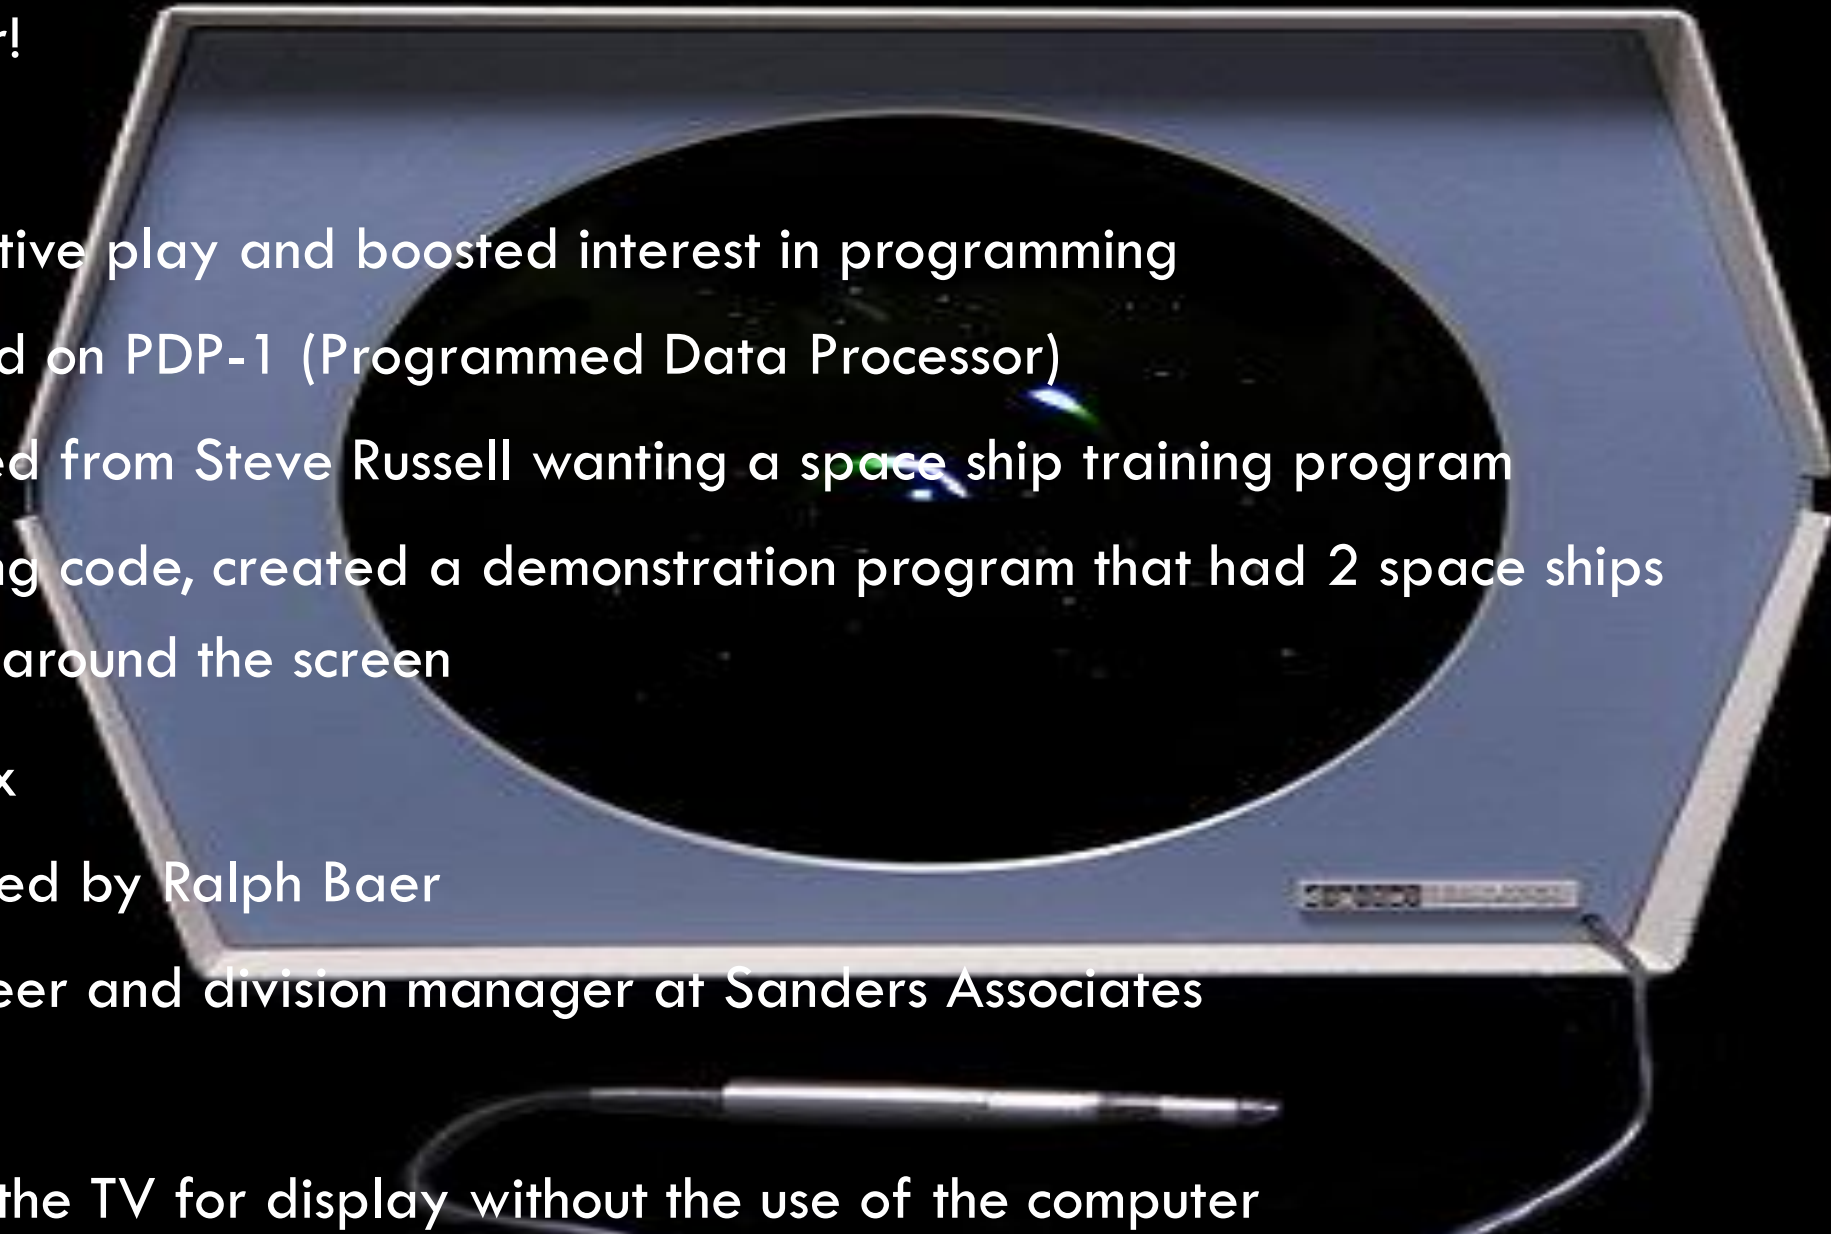 r!
tive play and boosted interest in programming
d on PDP-1 (Programmed Data Processor)
ed from Steve Russell wanting a space ship training program
ng code, created a demonstration program that had 2 space ships
around the screen
x
ed by Ralph Baer
eer and division manager at Sanders Associates
the TV for display without the use of the computer